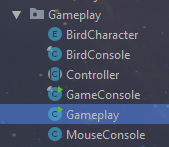 Gameplay
BirdCharacter
BirdConsole
Controller
GameConsole
Gameplay
MouseConsole